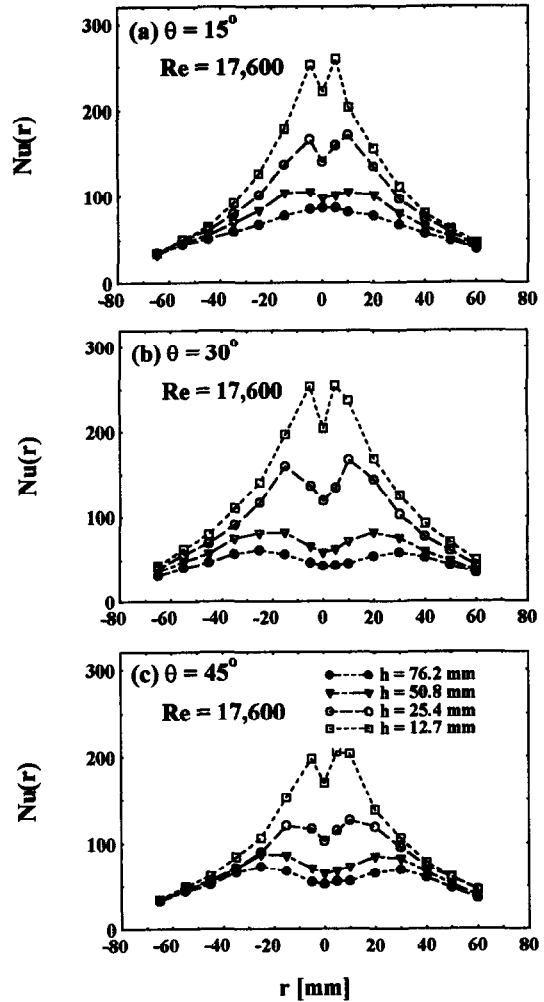 (a) θ = 15°
Re = 17,600
Nu(r)
300
200
100
0
-80 -60 -40 -20 0 20 40 60 80
(b) θ = 30°
Re = 17,600
Nu(r)
300
200
100
0
-80 -60 -40 -20 0 20 40 60 80
(c) θ = 45°
Re = 17,600
h = 76.2 mm
h = 50.8 mm
h = 25.4 mm
h = 12.7 mm
Nu(r)
300
200
100
0
-80 -60 -40 -20 0 20 40 60 80
r [mm]